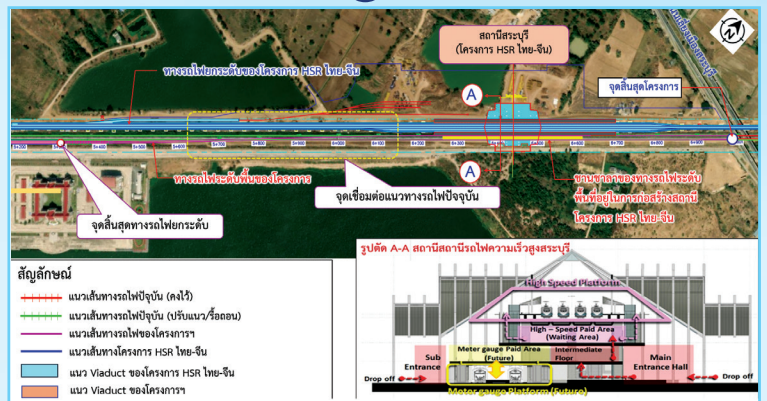 สถานีสระบุรี
(โครงการ HSR ไทย-จีน)
ทางรถไฟยกระดับของโครงการ HSR ไทย-จีน
A
จุดสิ้นสุดโครงการ
5+700
5+800
5+900
6+000
6+100
6+200
6+300
6+700
6+800
A
ทางรถไฟระดับพื้นของโครงการ
จุดเชื่อมต่อแนวทางรถไฟปัจจุบัน
ชานชาลาของทางรถไฟระดับ
พื้นที่อยู่ในการก่อสร้างสถานี
โครงการ HSR ไทย-จีน
จุดสิ้นสุดทางรถไฟยกระดับ
สัญลักษณ์
แนวเส้นทางรถไฟปัจจุบัน (คงไว้)
แนวเส้นทางรถไฟปัจจุบัน (ปรับแนว/รื้อถอน)
แนวเส้นทางรถไฟของโครงการฯ
แนวเส้นทางโครงการ HSR ไทย-จีน
แนว Viaduct ของโครงการ HSR ไทย-จีน
แนว Viaduct ของโครงการฯ
รูปตัด A-A สถานีสถานีรถไฟความเร็วสูงสระบุรี
High Speed Platform
High – Speed Paid Area
(Waiting Area)
Meter gauge Paid Area
(Future)
Intermediate
Floor
Sub
Entrance
Main
Entrance Hall
Drop off
Drop off
Meter gauge Platform (Future)